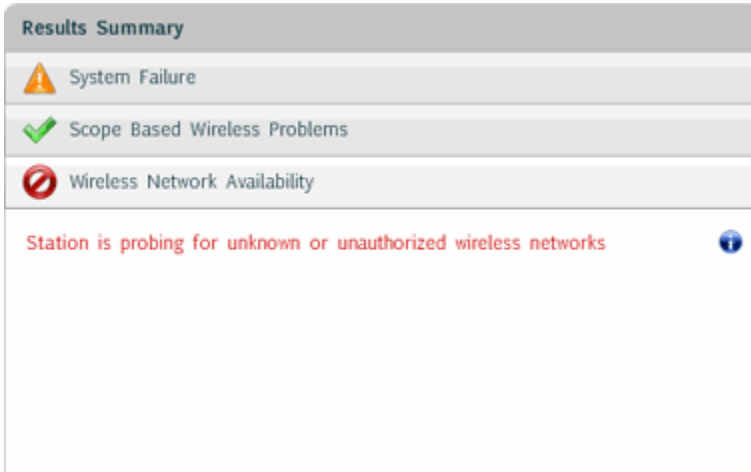 Results Summary
System Failure
Scope Based Wireless Problems
Wireless Network Availability
Station is probing for unknown or unauthorized wireless networks